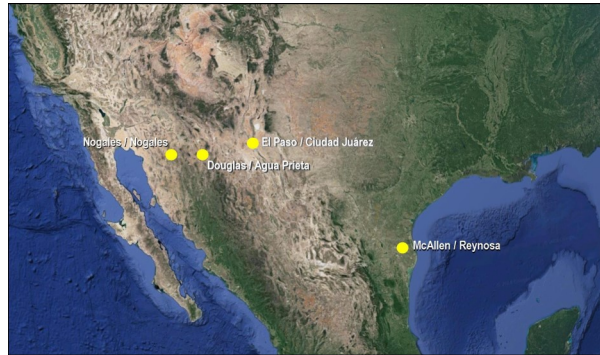 Nogales / Nogales
El Paso / Ciudad Juárez
Douglas / Agua Prieta
McAllen / Reynosa